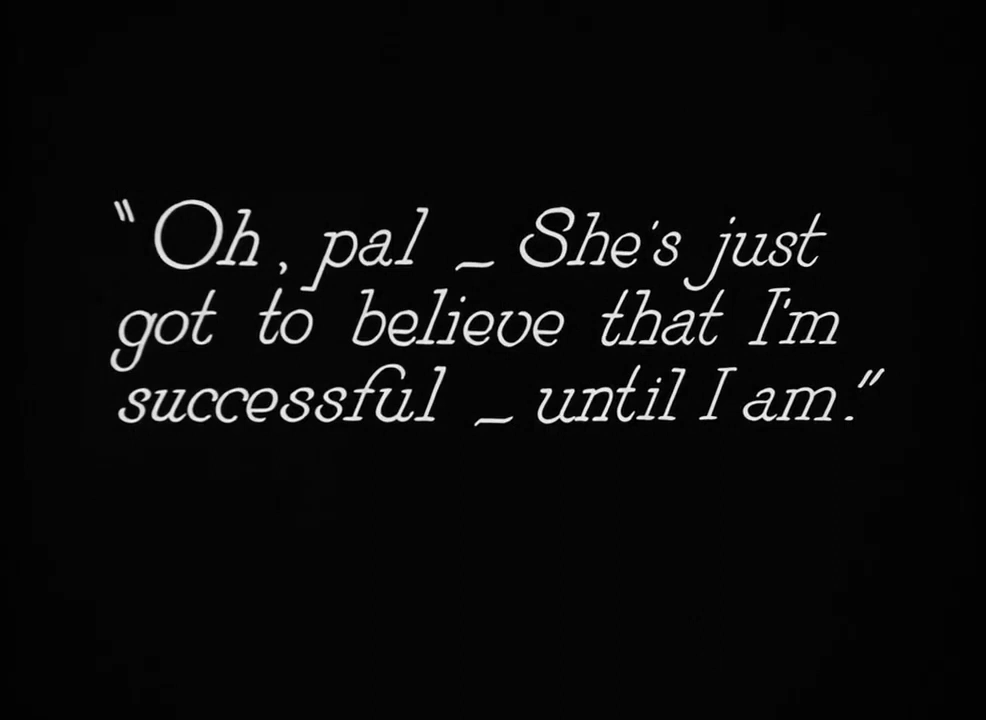 "Oh, pal _ She's just
got to believe that I'm
successful _ until I am."